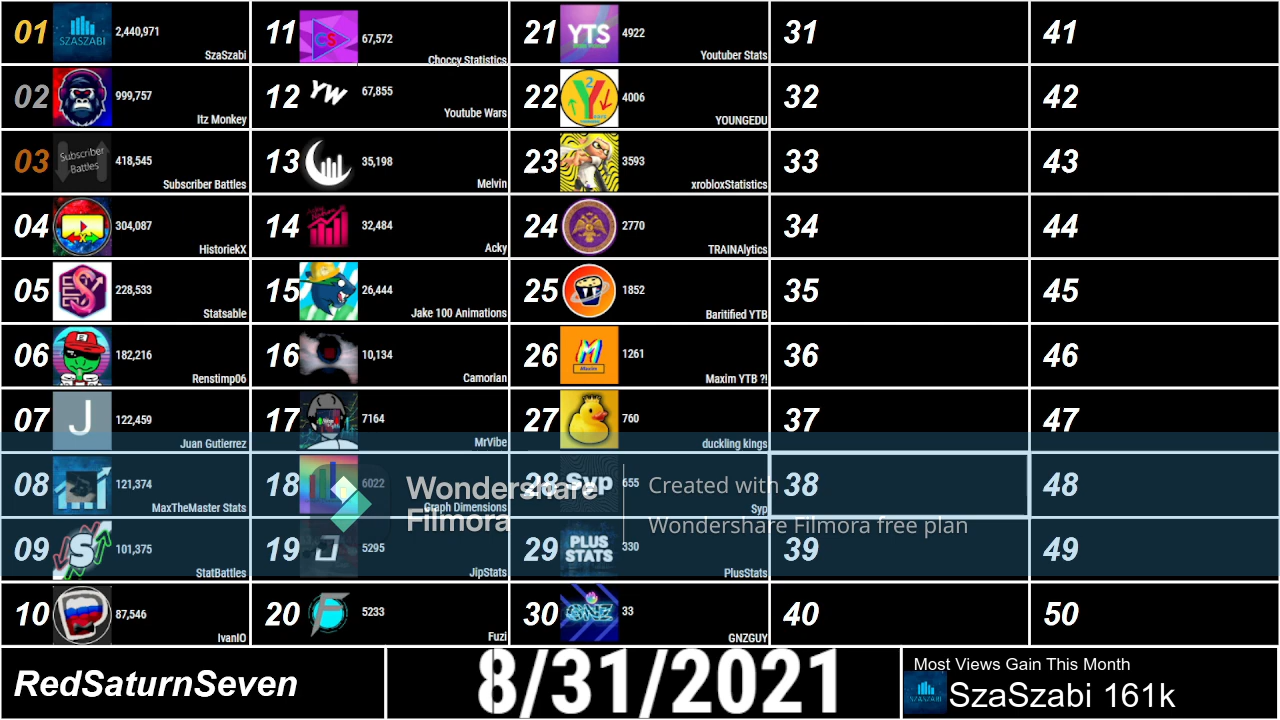 01 SZASZABI 2,440,971 SzaSzabi
02 999,757 Itz Monkey
03 Subscriber Battles 418,545 Subscriber Battles
04 304,087 HistoriekX
05 228,533 Statsable
06 182,216 Renstimp06
07 J 122,459 Juan Gutierrez
08 121,374 MaxTheMaster Stats
09 S 101,375 StatBattles
10 87,546 IvanIO
11 CS 67,572 Choccy Statistics
12 YW 67,855 Youtube Wars
13 35,198 Melvin
14 32,484 Acky
15 26,444 Jake 100 Animations
16 10,134 Camorian
17 7164 MrVibe
18 6022 Graph Dimensions
19 J 5295 JipStats
20 F 5233 Fuzi
21 YTS 4922 Youtuber Stats
22 2 Y 4006 YOUNGEDU
23 3593 xrobloxStatistics
24 2770 TRAINAlytics
25 1852 Baritified YTB
26 M Maxim 1261 Maxim YTB ?!
27 760 duckling kings
28 Syp 655 Syp
29 PLUS STATS 330 PlusStats
30 GNZ 33 GNZGUY
31
32
33
34
35
36
37
38
39
40
41
42
43
44
45
46
47
48
49
50
Wondershare
Filmora
Created with
Wondershare Filmora free plan
RedSaturnSeven
8/31/2021
Most Views Gain This Month
SZASZABI SzaSzabi 161k